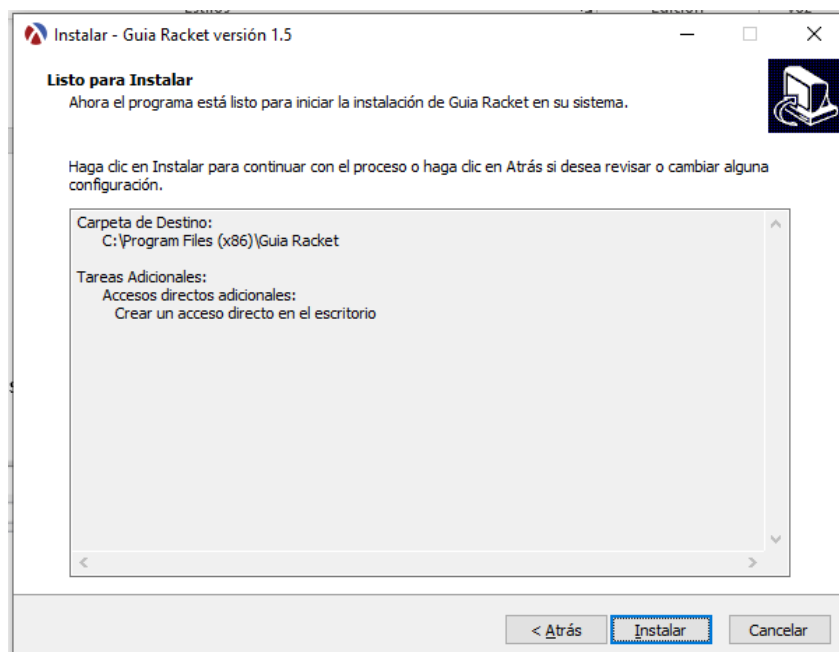 Estilos
Edición
Voz
Instalar - Guia Racket versión 1.5
Listo para Instalar
Ahora el programa está listo para iniciar la instalación de Guia Racket en su sistema.
Haga clic en Instalar para continuar con el proceso o haga clic en Atrás si desea revisar o cambiar alguna
configuración.
Carpeta de Destino:
C:\Program Files (x86)\Guia Racket
Tareas Adicionales:
Accesos directos adicionales:
Crear un acceso directo en el escritorio
< Atrás
Instalar
Cancelar